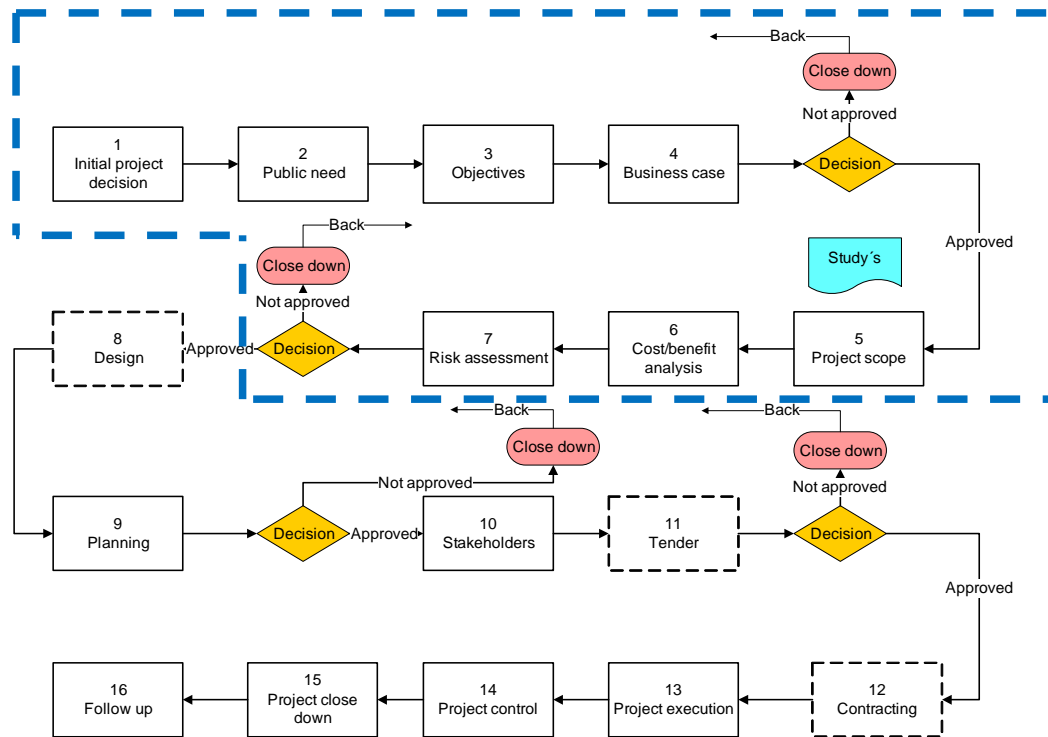 Back
Close down
Not approved
1
Initial project
decision
2
Public need
3
Objectives
4
Business case
Decision
Approved
Back
Close down
Not approved
Study´s
8
Design
Approved
Decision
7
Risk assessment
6
Cost/benefit
analysis
5
Project scope
Back
Close down
Not approved
Back
Close down
Not approved
9
Planning
Decision
Approved
10
Stakeholders
11
Tender
Decision
Approved
16
Follow up
15
Project close
down
14
Project control
13
Project execution
12
Contracting